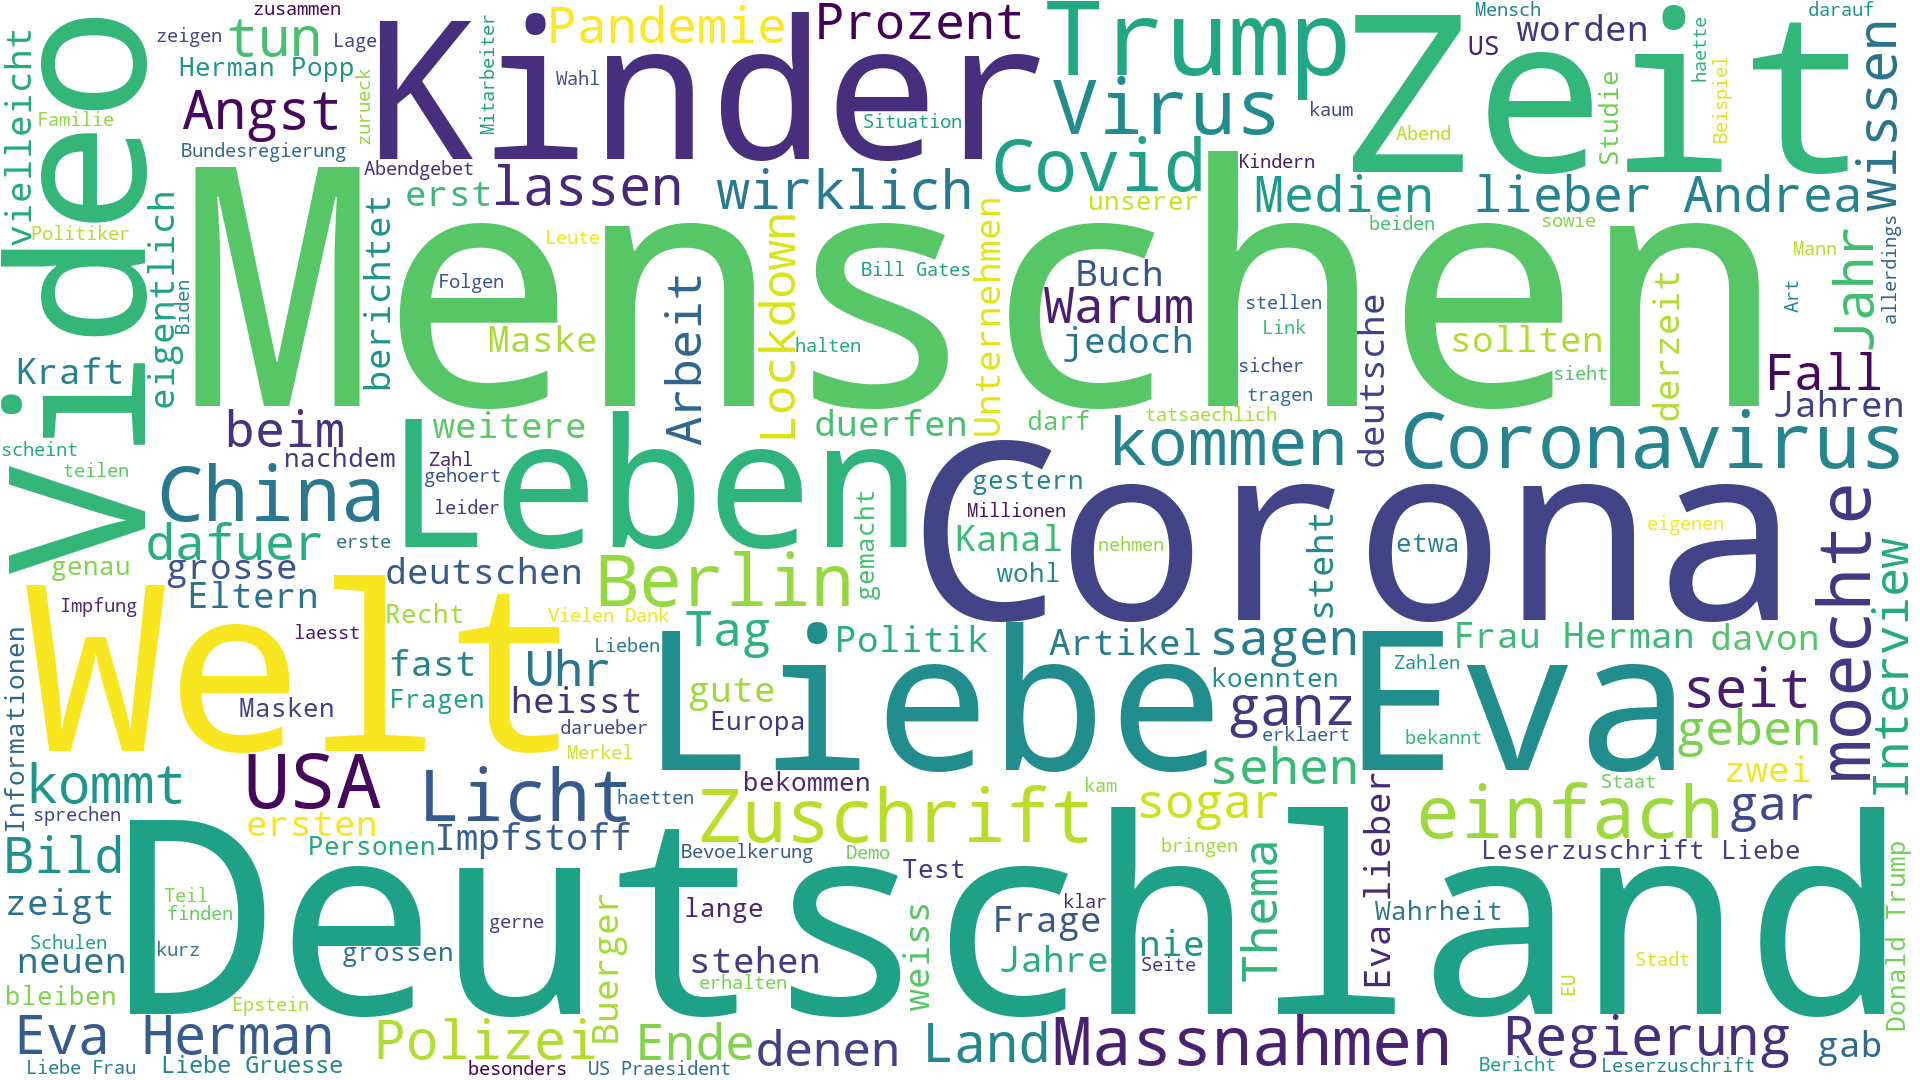 zusammen
zeigen
tun
Lage
Herman Popp
Angst
Bundesregierung
vielleicht
Familie
Politiker
Video
zurueck
Kinder
Mitarbeiter
Pandemie
Wahl
Prozent
Situation
Trump
Virus
Covid
Zeit
Mensch
US
worden
darauf
haette
Beispiel
Studie
Abend
kaum
Kindern
Wissen
Abendgebet
erst
lassen
wirklich
unserer
Medien
lieber Andrea
beiden
sowie
Mann
allerdings
Jahr
Menschen
eigentlich
Biden
berichtet
Leute
Folgen
Maske
Arbeit
Lockdown
halten
Bill Gates
Unternehmen
Buch
Warum
jedoch
stellen
Link
sicher
tragen
deutsche
sollten
sieht
derzeit
Art
Fall
Jahren
Kraft
scheint
teilen
beim
nachdem
weitere
Zahl
gehoert
leider
Leben
duerfen
darf
tatsaechlich
kommen
Coronavirus
China
dafuer
erste
genau
grosse
Eltern
deutschen
Impfung
laesst
Recht
Vielen Dank
Berlin
gemacht
Corona
gestern
Millionen
Kanal
nehmen
wohl
steht
etwa
eigenen
moechte
Interview
Welt
Informationen
Masken
fast
Fragen
Uhr
heisst
Lieben
darueber
Merkel
Tag
Politik
gute
Europa
Liebe Eva
Artikel
sagen
koennten
ganz
erklaert
Zahlen
Frau Herman
davon
bekannt
seit
geben
kommt
sprechen
USA
ersten
Licht
haetten
Impfstoff
Personen
bekommen
Zuschrift
kam
sehen
sogar
bringen
Eva lieber
Staat
zwei
einfach
gar
Leserzuschrift Liebe
Bild
zeigt
Schulen
neuen
bleiben
Deutschland
Teil
finden
kurz
Epstein
grossen
gerne
Buerger
Bevoelkerung
Demo
Test
lange
stehen
erhalten
weiss
klar
Frage
Jahre
nie
Seite
Thema
Wahrheit
Stadt
EU
Donald Trump
Eva Herman
Liebe Frau
Liebe Gruesse
Polizei
besonders
Ende
US Praesident
denen
Land
Massnahmen
Regierung
Bericht
Leserzuschrift
gab